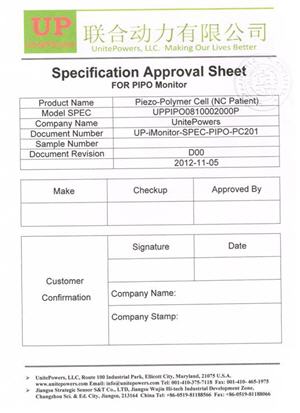 UP
UnitePowers
联合动力有限公司
UnitePowers, LLC. Making Our Lives Better
Specification Approval Sheet
FOR PIPO Monitor
Product Name Piezo-Polymer Cell (NC Patient)
Model SPEC UPPIPO0810002000P
Company Name UnitePowers
Document Number UP-iMonitor-SPEC-PIPO-PC201
Sample Number
Document Revision D00
2012-11-05
Make Checkup Approved By
Signature Date
Customer
Confirmation
Company Name:
Company Stamp:
UnitePowers, LLC, Route 100 Industrial Park, Ellicott City, Maryland, 21075 U.S.A.
www.unitepowers.com Email: info@unitepowers.com Tel: 001-410-375-7118 Fax: 001-410- 465-1975
Jiangsu Strategic Sensor S&T Co., LTD, Jiangsu Wujin Hi-tech Industrial Development Zone,
Changzhou Sci. & Ed. City, Jiangsu, 213164 China Tel: +86-0519-81188566 Fax: +86-0519-81188066